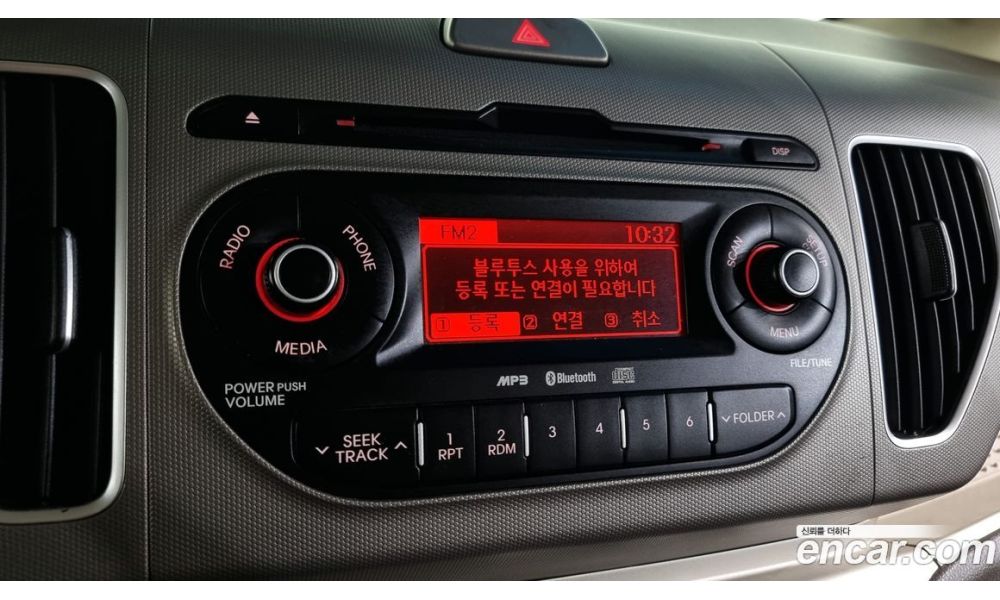 DISP
RADIO
PHONE
MEDIA
POWER PUSH
VOLUME
FM2 10:32
블루투스 사용을 위하여
등록 또는 연결이 필요합니다
① 등록 ② 연결 ③ 취소
SCAN
SETUP
MENU
FILE/TUNE
MP3 Bluetooth disc DIGITAL AUDIO
SEEK
TRACK
1
RPT
2
RDM
3
4
5
6
FOLDER
신뢰를 더하다
encar.com